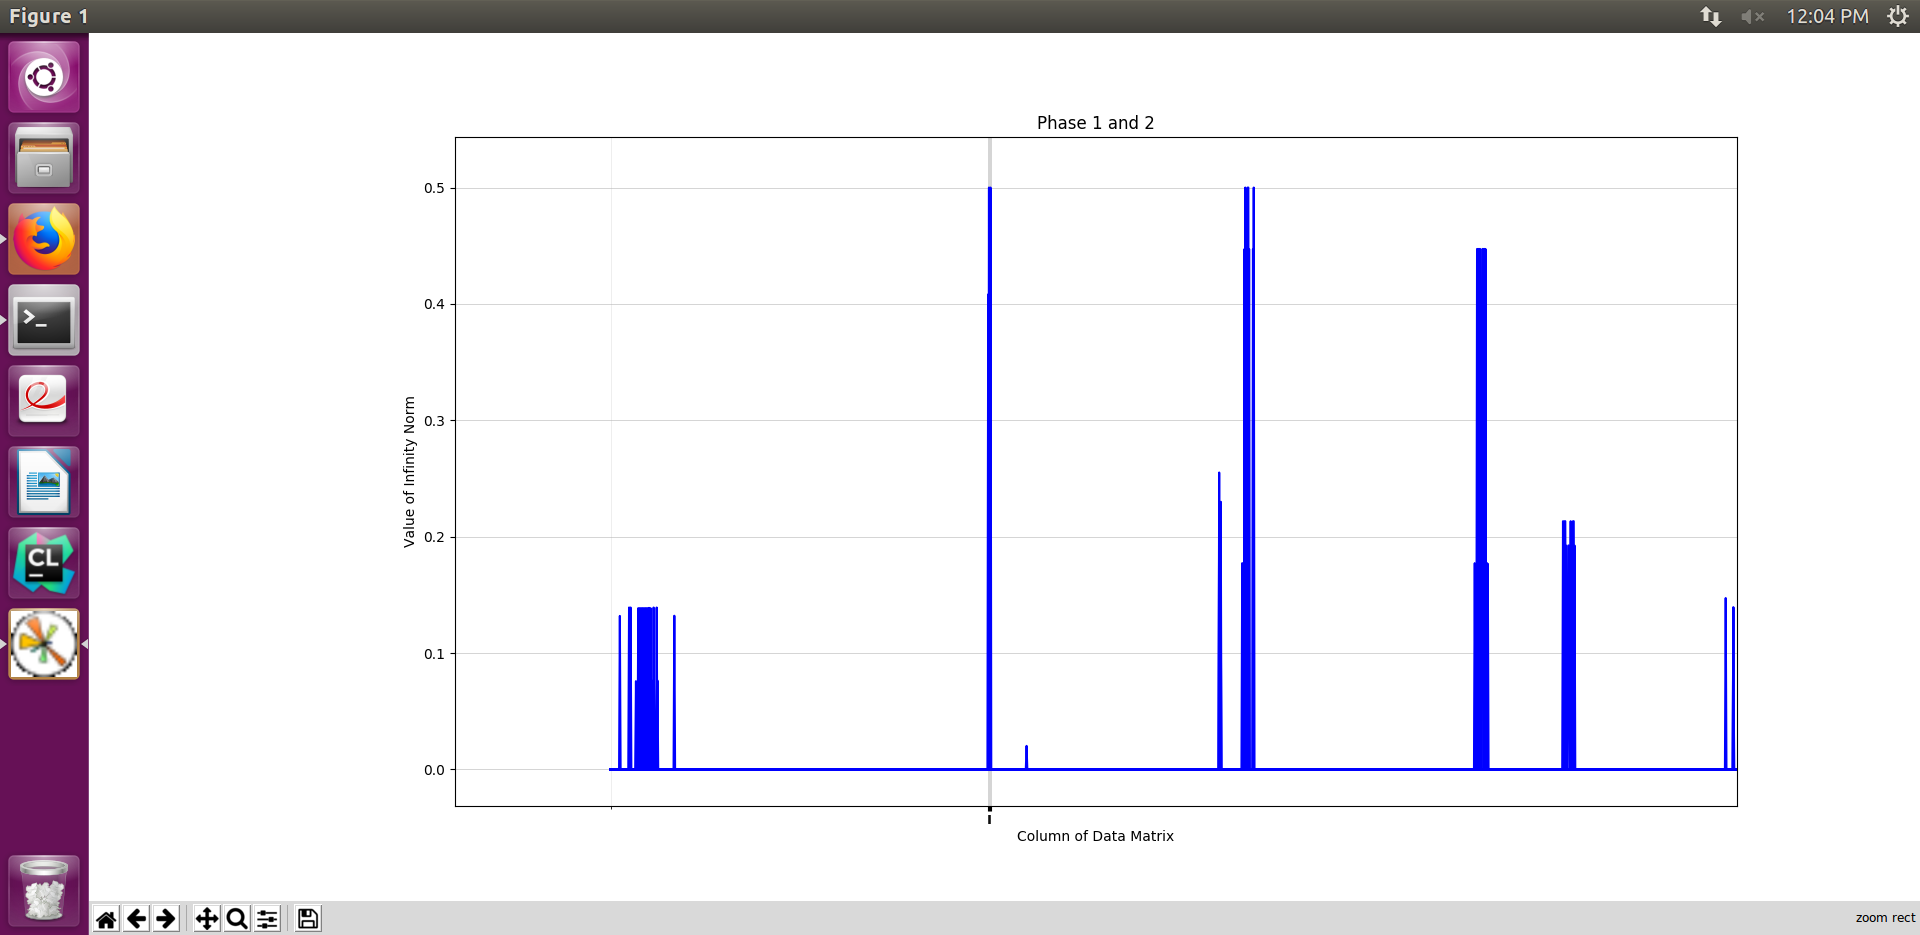 Figure 1
12:04 PM
Phase 1 and 2
0.5
0.4
0.3
0.2
0.1
0.0
Value of Infinity Norm
Column of Data Matrix
CL
>_
zoom rect